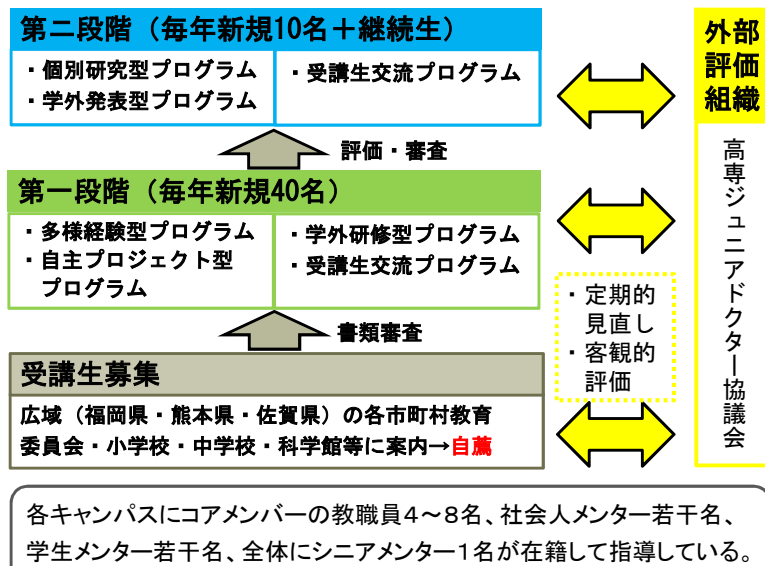 第二段階（毎年新規10名＋継続生）
・個別研究型プログラム
・学外発表型プログラム
・受講生交流プログラム
評価・審査
第一段階（毎年新規40名）
・多様経験型プログラム
・自主プロジェクト型
プログラム
・学外研修型プログラム
・受講生交流プログラム
書類審査
受講生募集
広域（福岡県・熊本県・佐賀県）の各市町村教育
委員会・小学校・中学校・科学館等に案内→自薦
・定期的
見直し
・客観的
評価
外部
評価
組織
高専ジュニアドクター協議会
各キャンパスにコアメンバーの教職員４～８名、社会人メンター若干名、
学生メンター若干名、全体にシニアメンター１名が在籍して指導している。